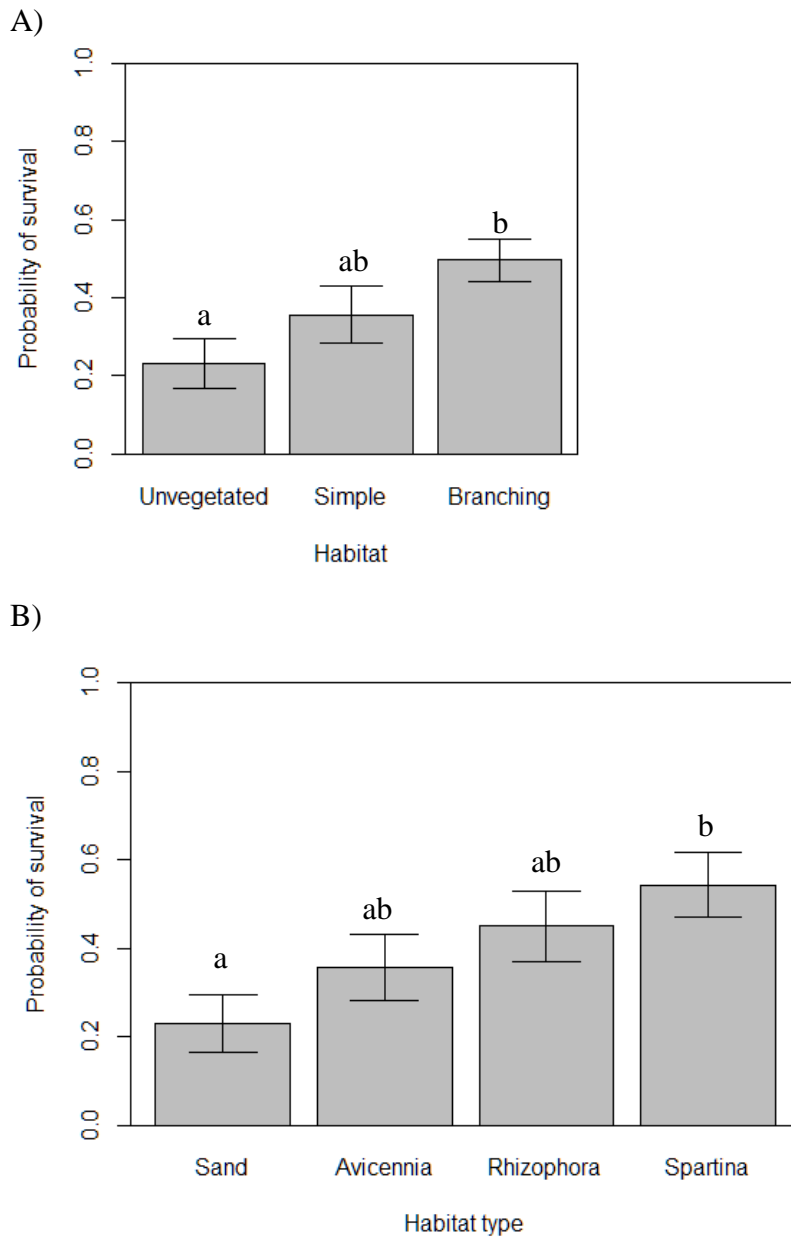 A)
Probability of survival
0.0 0.2 0.4 0.6 0.8 1.0
a
ab
b
Unvegetated Simple Branching
Habitat
B)
Probability of survival
0.0 0.2 0.4 0.6 0.8 1.0
a
ab
ab
b
Sand Avicennia Rhizophora Spartina
Habitat type